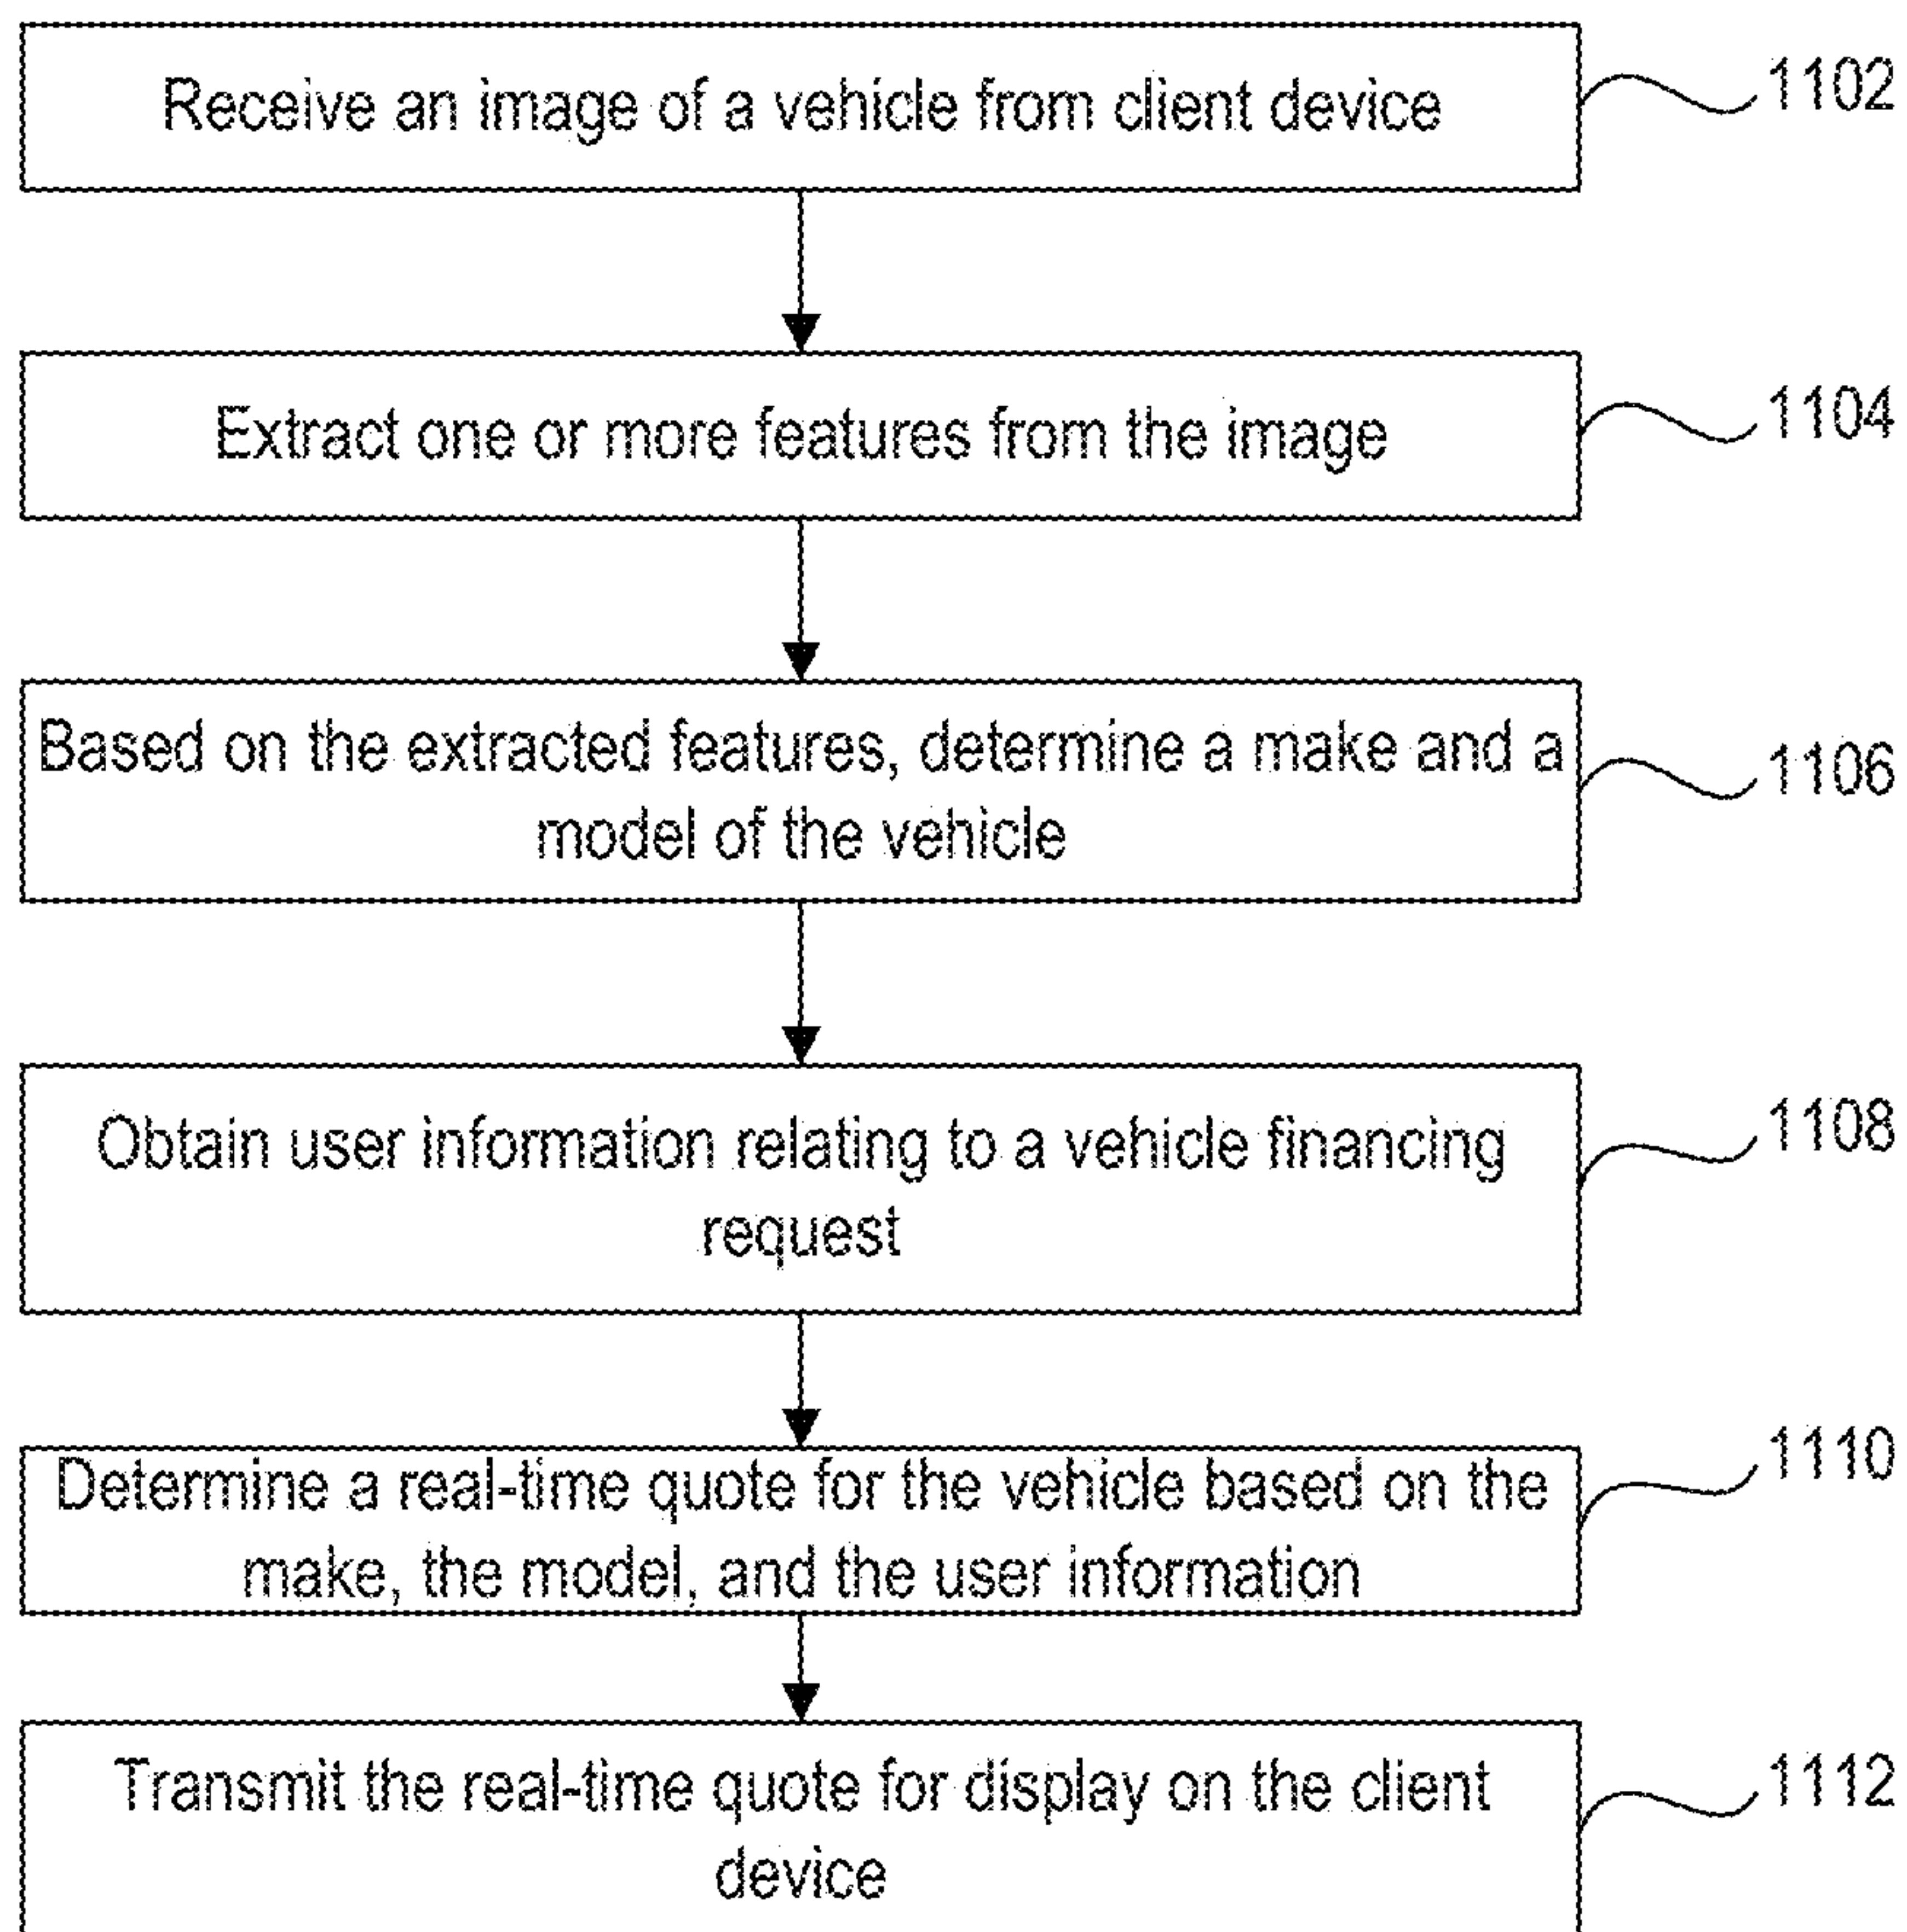 Receive an image of a vehicle from client device
1102
Extract one or more features from the image
1104
Based on the extracted features, determine a make and a
model of the vehicle
1106
Obtain user information relating to a vehicle financing
request
1108
Determine a real-time quote for the vehicle based on the
make, the model, and the user information
1110
Transmit the real-time quote for display on the client
device
1112